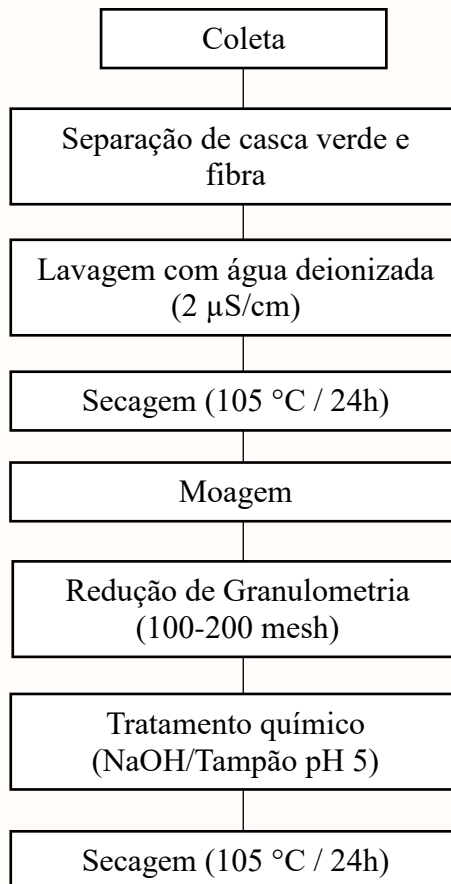 Coleta
Separação de casca verde e
fibra
Lavagem com água deionizada
(2 µS/cm)
Secagem (105 °C / 24h)
Moagem
Redução de Granulometria
(100-200 mesh)
Tratamento químico
(NaOH/Tampão pH 5)
Secagem (105 °C / 24h)